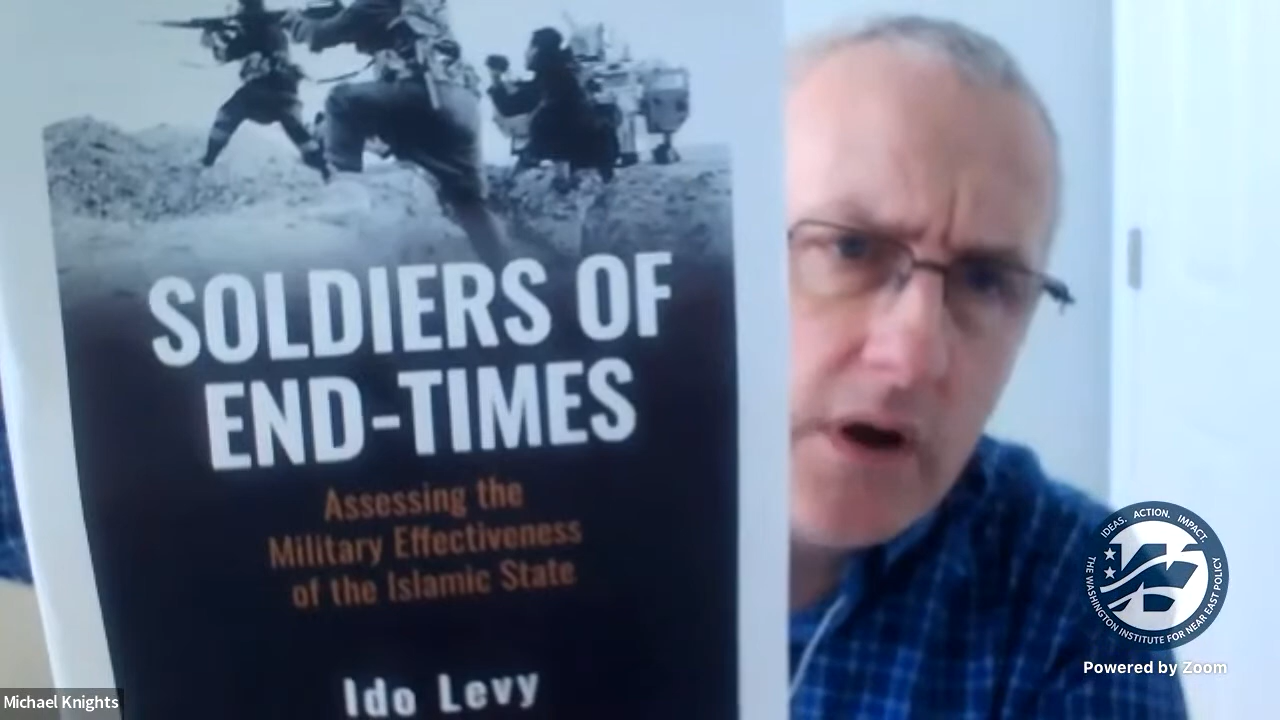 SOLDIERS OF
END-TIMES
Assessing the
Military Effectiveness
of the Islamic State
Ido Levy
IDEAS. ACTION. IMPACT.
THE WASHINGTON INSTITUTE FOR NEAR EAST POLICY
Powered by Zoom
Michael Knights